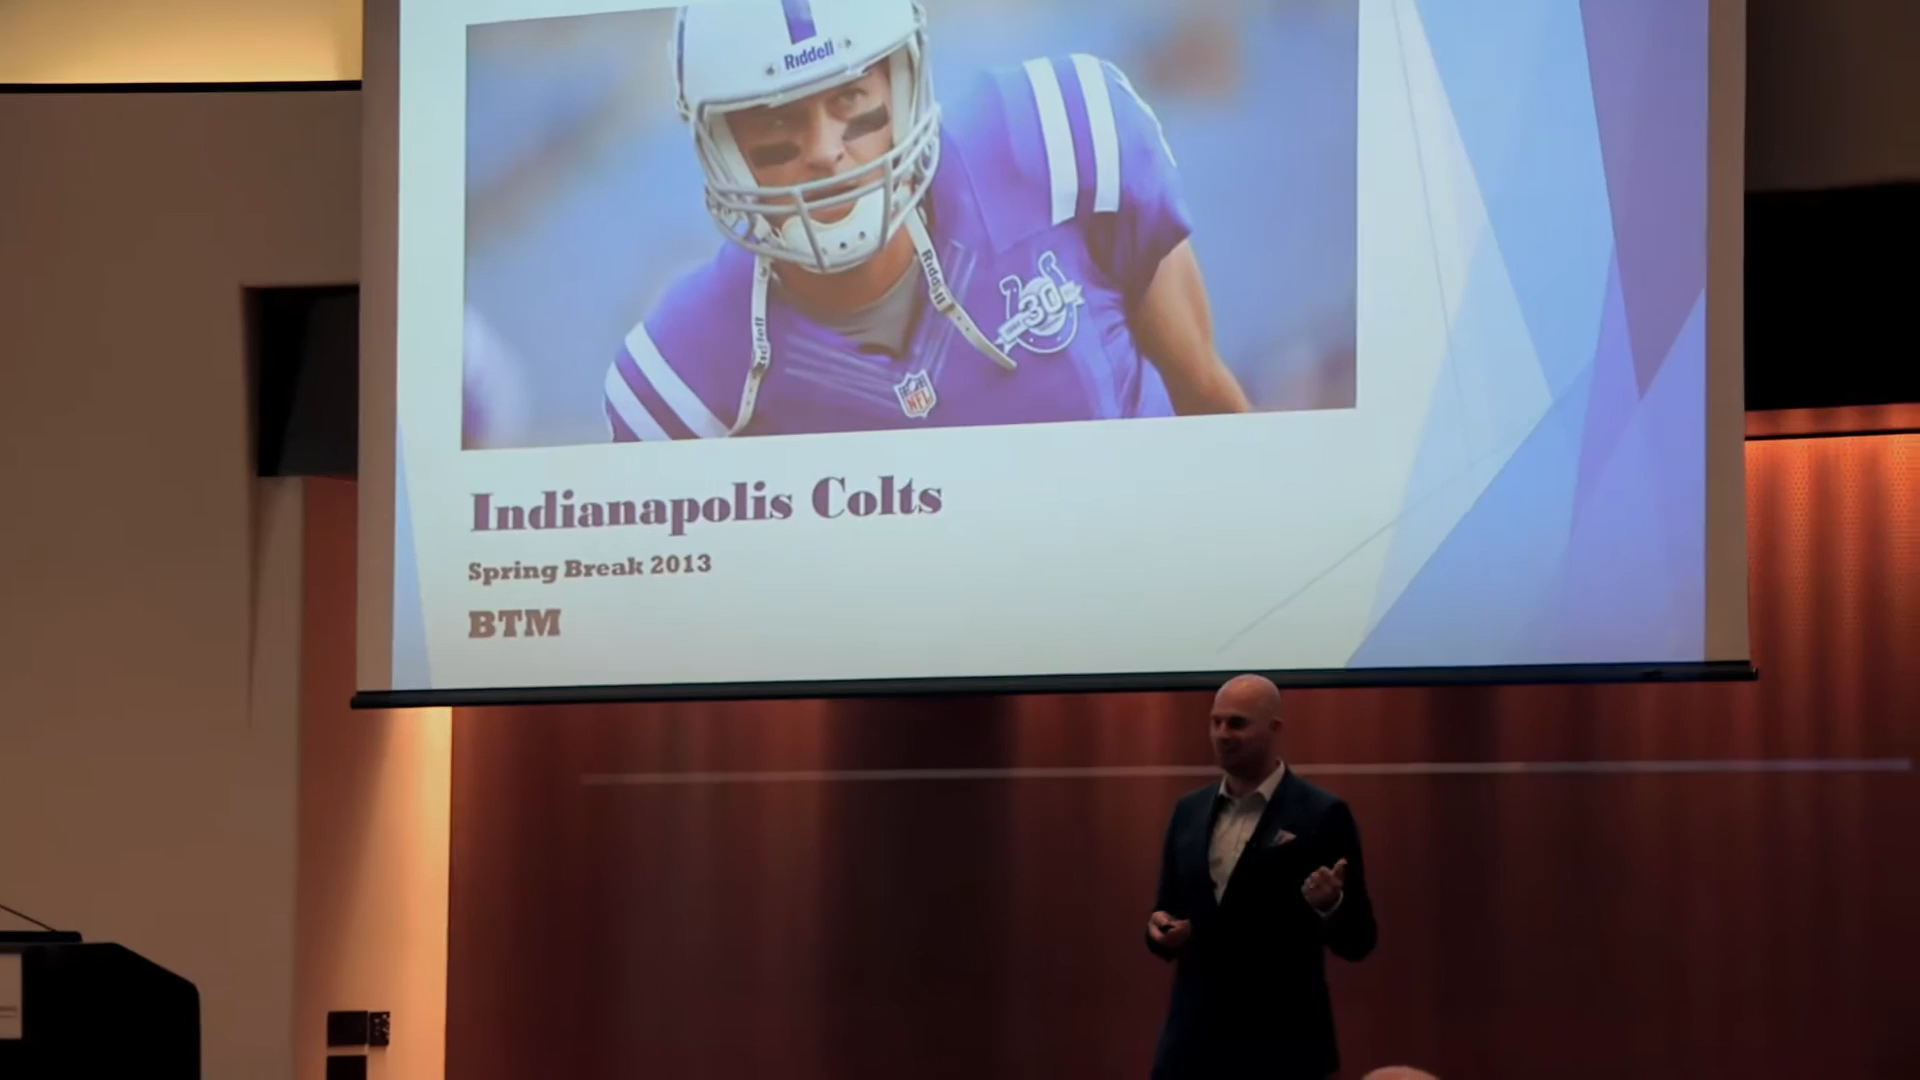 Riddell
Riddell
Riddell
30
NFL
Indianapolis Colts
Spring Break 2013
BTM